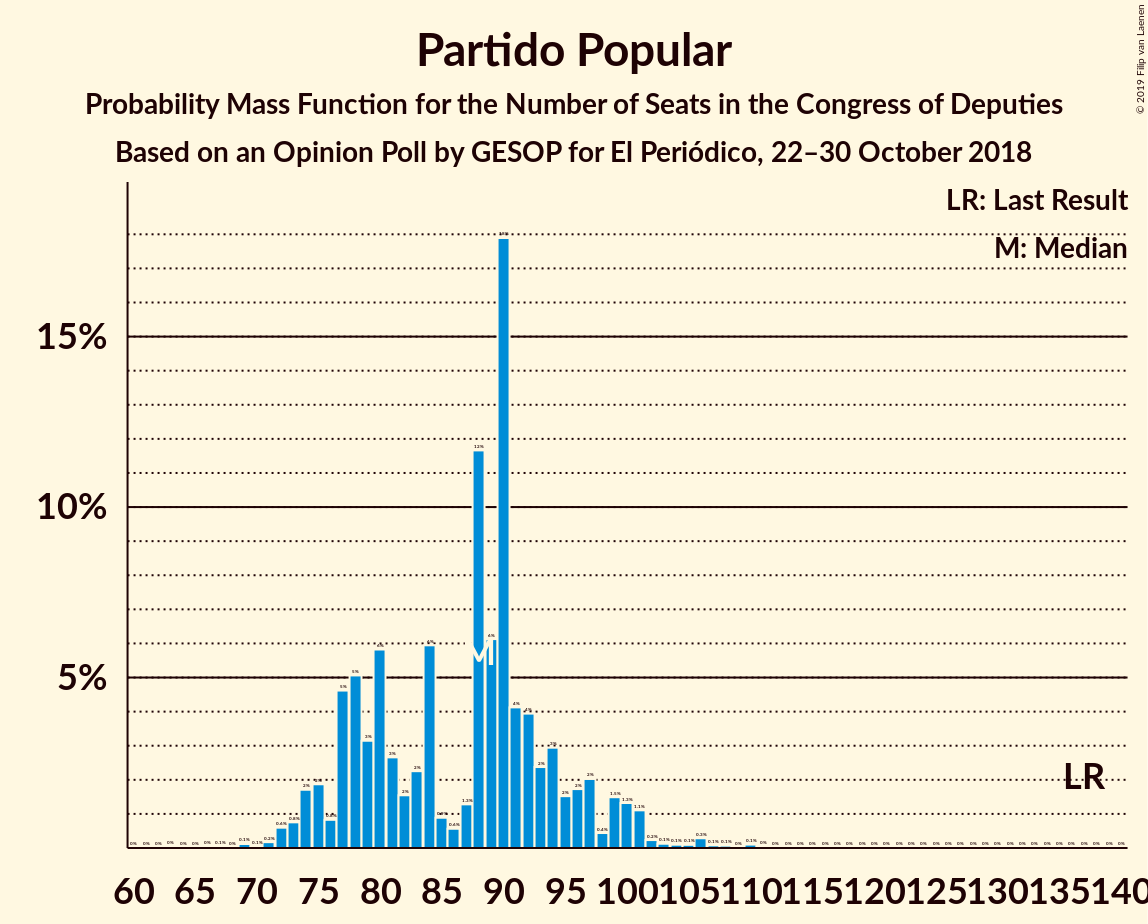 Partido Popular
Probability Mass Function for the Number of Seats in the Congress of Deputies
Based on an Opinion Poll by GESOP for El Periódico, 22–30 October 2018
© 2019 Filip van Laenen
LR: Last Result
M: Median
15%
10%
5%
M
LR
60 65 70 75 80 85 90 95 100 105 110 115 120 125 130 135 140